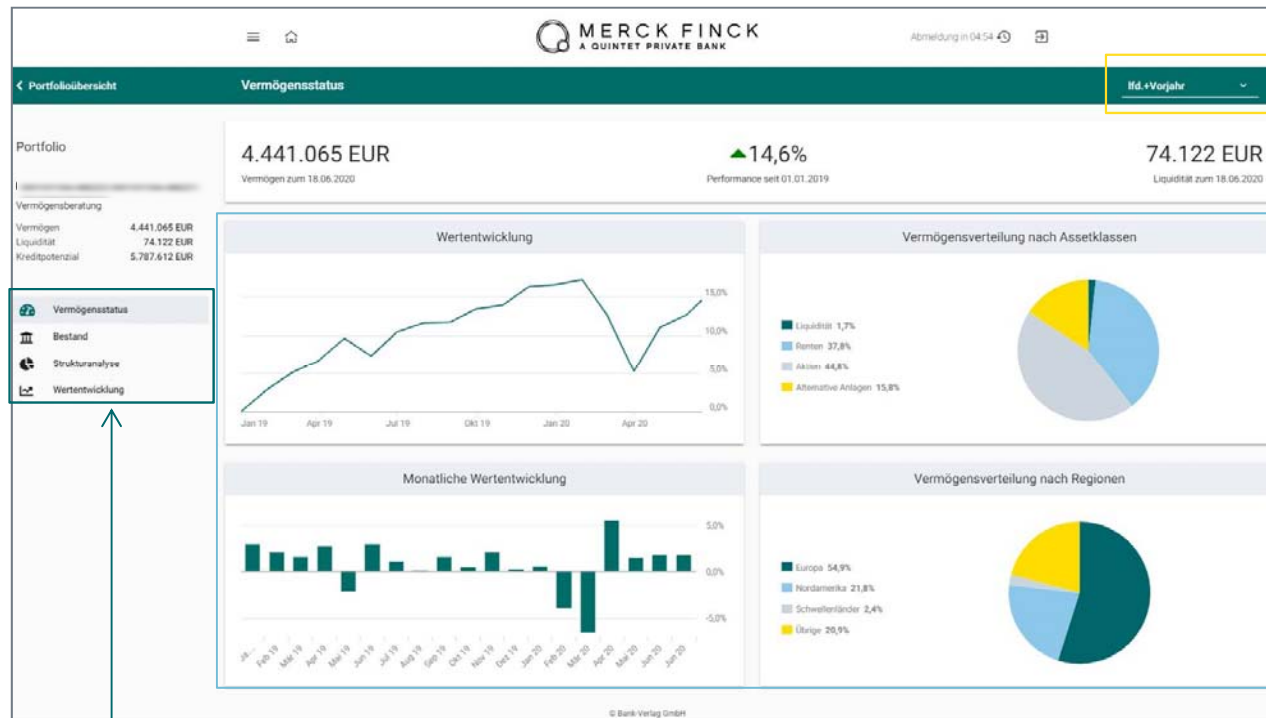 MERCK FINCK
A QUINTET PRIVATE BANK
Abmeldung in 04:54
Portfolioübersicht
Vermögensstatus
lfd.+Vorjahr
Portfolio
Vermögensberatung
Vermögen 4.441.065 EUR
Liquidität 74.122 EUR
Kreditpotenzial 5.787.612 EUR
Vermögensstatus
Bestand
Strukturanalyse
Wertentwicklung
4.441.065 EUR
Vermögen zum 18.06.2020
14,6%
Performance seit 01.01.2019
74.122 EUR
Liquidität zum 18.06.2020
Wertentwicklung
15,0%
10,0%
5,0%
0,0%
Jan 19 Apr 19 Jul 19 Okt 19 Jan 20 Apr 20
Vermögensverteilung nach Assetklassen
Liquidität 1,7%
Renten 37,8%
Aktien 44,8%
Alternative Anlagen 15,8%
Monatliche Wertentwicklung
5,0%
0,0%
-5,0%
Ja... Feb 19 Mär 19 Apr 19 Mai 19 Jun 19 Jul 19 Aug 19 Sep 19 Okt 19 Nov 19 Dez 19 Jan 20 Feb 20 Mär 20 Apr 20 Mai 20 Jun 20 Jun 20
Vermögensverteilung nach Regionen
Europa 54,9%
Nordamerika 21,8%
Schwellenländer 2,4%
Übrige 20,9%
© Bank-Verlag GmbH